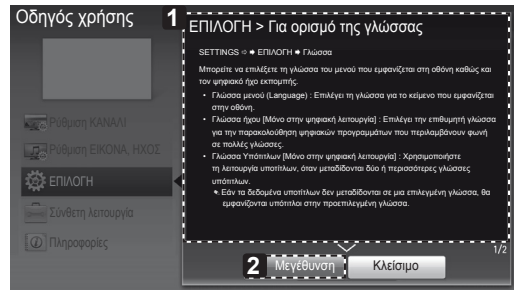 Οδηγός χρήσης
1
ΕΠΙΛΟΓΗ > Για ορισμό της γλώσσας
SETTINGS ⇨ ➧ ΕΠΙΛΟΓΗ ➧ Γλώσσα
Μπορείτε να επιλέξετε τη γλώσσα του μενού που εμφανίζεται στη οθόνη καθώς και
τον ψηφιακό ήχο εκπομπής.
• Γλώσσα μενού (Language) : Επιλέγει τη γλώσσα για το κείμενο που εμφανίζεται
στην οθόνη.
• Γλώσσα ήχου [Μόνο στην ψηφιακή λειτουργία] : Επιλέγει την επιθυμητή γλώσσα
για την παρακολούθηση ψηφιακών προγραμμάτων που περιλαμβάνουν φωνή
σε πολλές γλώσσες.
• Γλώσσα Υπότιτλων [Μόνο στην ψηφιακή λειτουργία] : Χρησιμοποιήστε
τη λειτουργία υποτίτλων, όταν μεταδίδονται δύο ή περισσότερες γλώσσες
υπότιτλων.
Εάν τα δεδομένα υποτίτλων δεν μεταδίδονται σε μια επιλεγμένη γλώσσα, θα
εμφανίζονται υπότιτλοι στην προεπιλεγμένη γλώσσα.
Ρύθμιση ΚΑΝΑΛΙ
Ρύθμιση ΕΙΚΟΝΑ, ΗΧΟΣ
ΕΠΙΛΟΓΗ
Σύνθετη λειτουργία
Πληροφορίες
1/2
2
Μεγέθυνση
Κλείσιμο